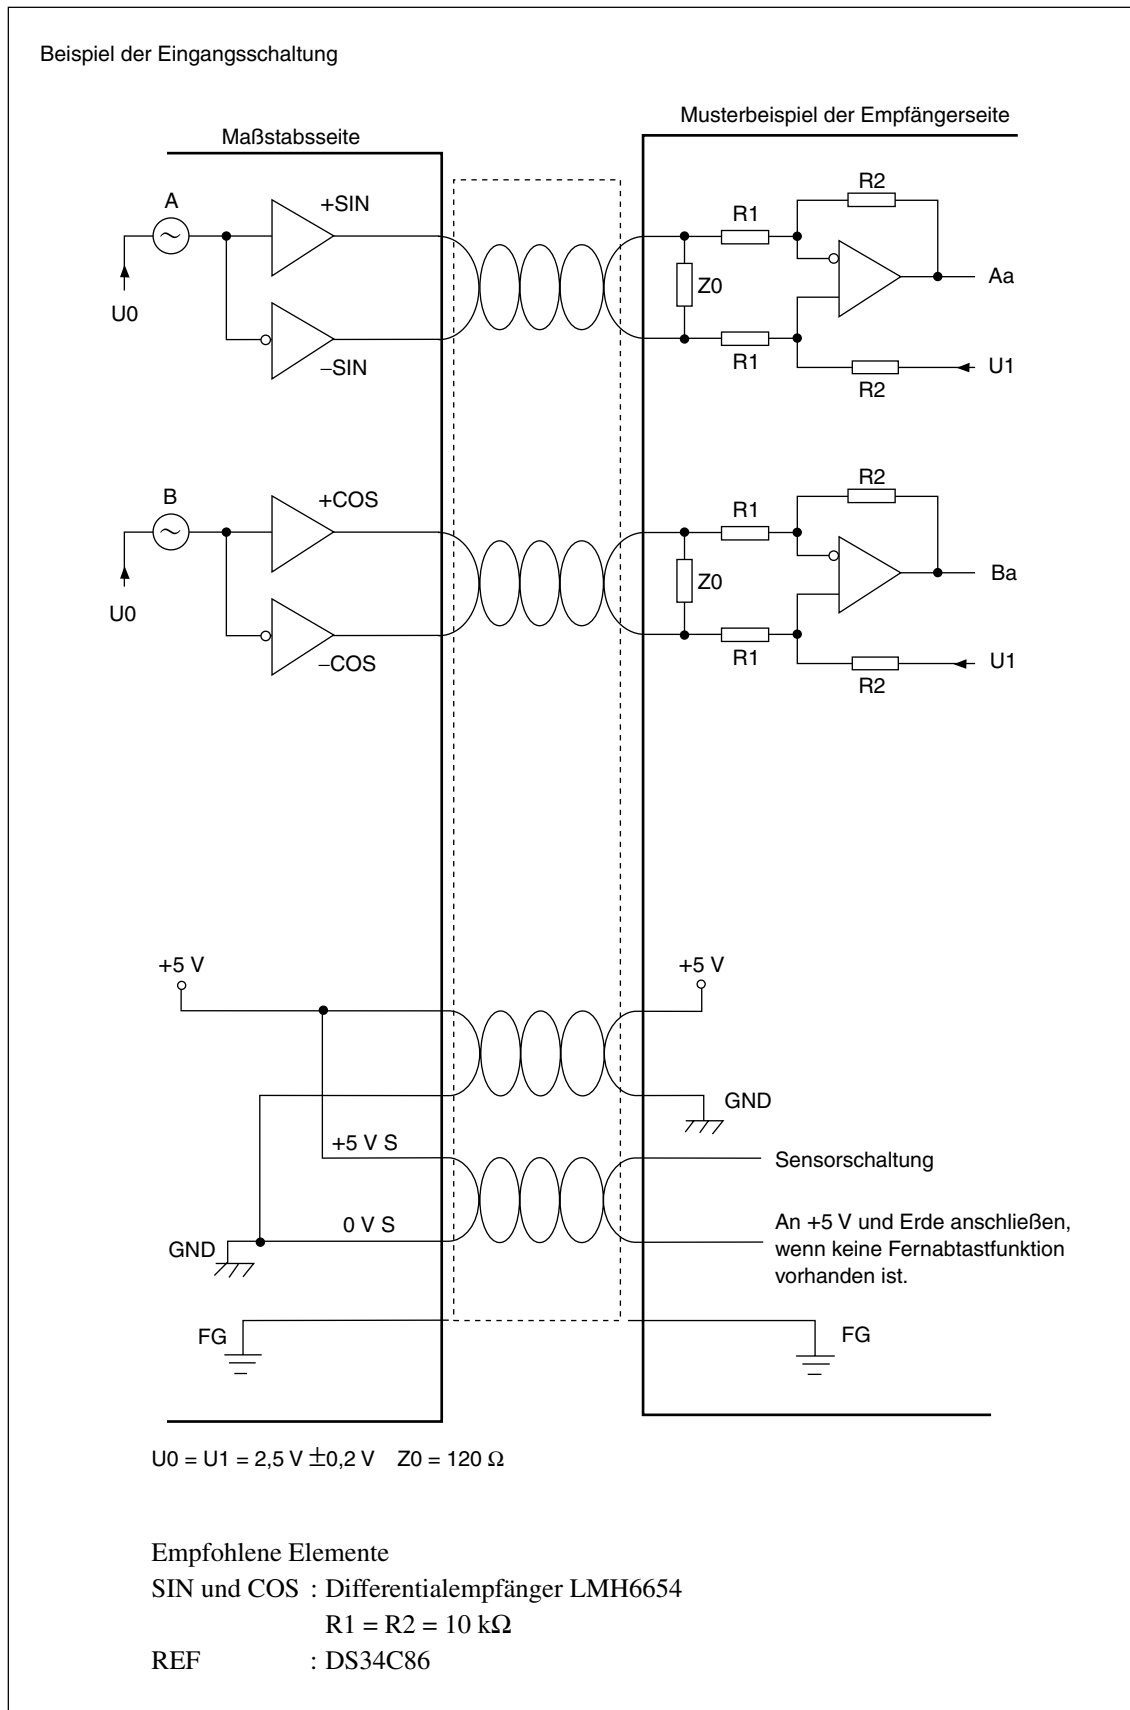 Beispiel der Eingangsschaltung
Maßstabsseite
Musterbeispiel der Empfängerseite
A
+SIN
U0
−SIN
R1
R2
Z0
Aa
R1
R2
U1
B
+COS
U0
−COS
R1
R2
Z0
Ba
R1
R2
U1
+5 V
+5 V
GND
+5 V S
Sensorschaltung
0 V S
GND
An +5 V und Erde anschließen,
wenn keine Fernabtastfunktion
vorhanden ist.
FG
FG
U0 = U1 = 2,5 V ±0,2 V Z0 = 120 Ω
Empfohlene Elemente
SIN und COS : Differentialempfänger LMH6654
R1 = R2 = 10 kΩ
REF : DS34C86